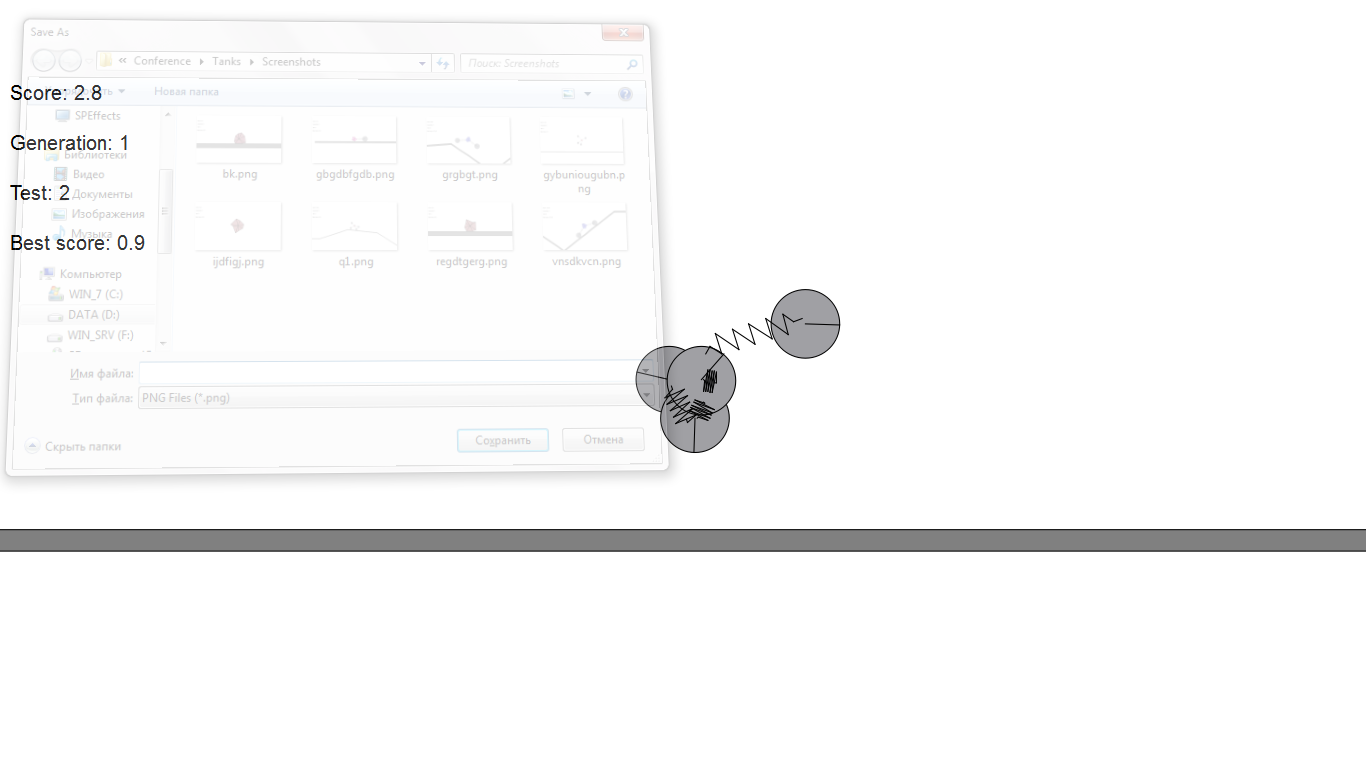 Save As
« Conference Tanks Screenshots
Поиск: Screenshots
Новая папка
Score: 2.8
SPEffects
Generation: 1
Библиотеки
Видео
Test: 2
Документы
Изображения
Музыка
Best score: 0.9
Компьютер
WIN_7 (C:)
DATA (D:)
WIN_SRV (F:)
bk.png
gbgdbfgdb.png
grgbgt.png
gybuniougubn.p
ng
ijdfigj.png
q1.png
regdtgerg.png
vnsdkvcn.png
Имя файла:
Тип файла: PNG Files (*.png)
Скрыть папки
Сохранить
Отмена